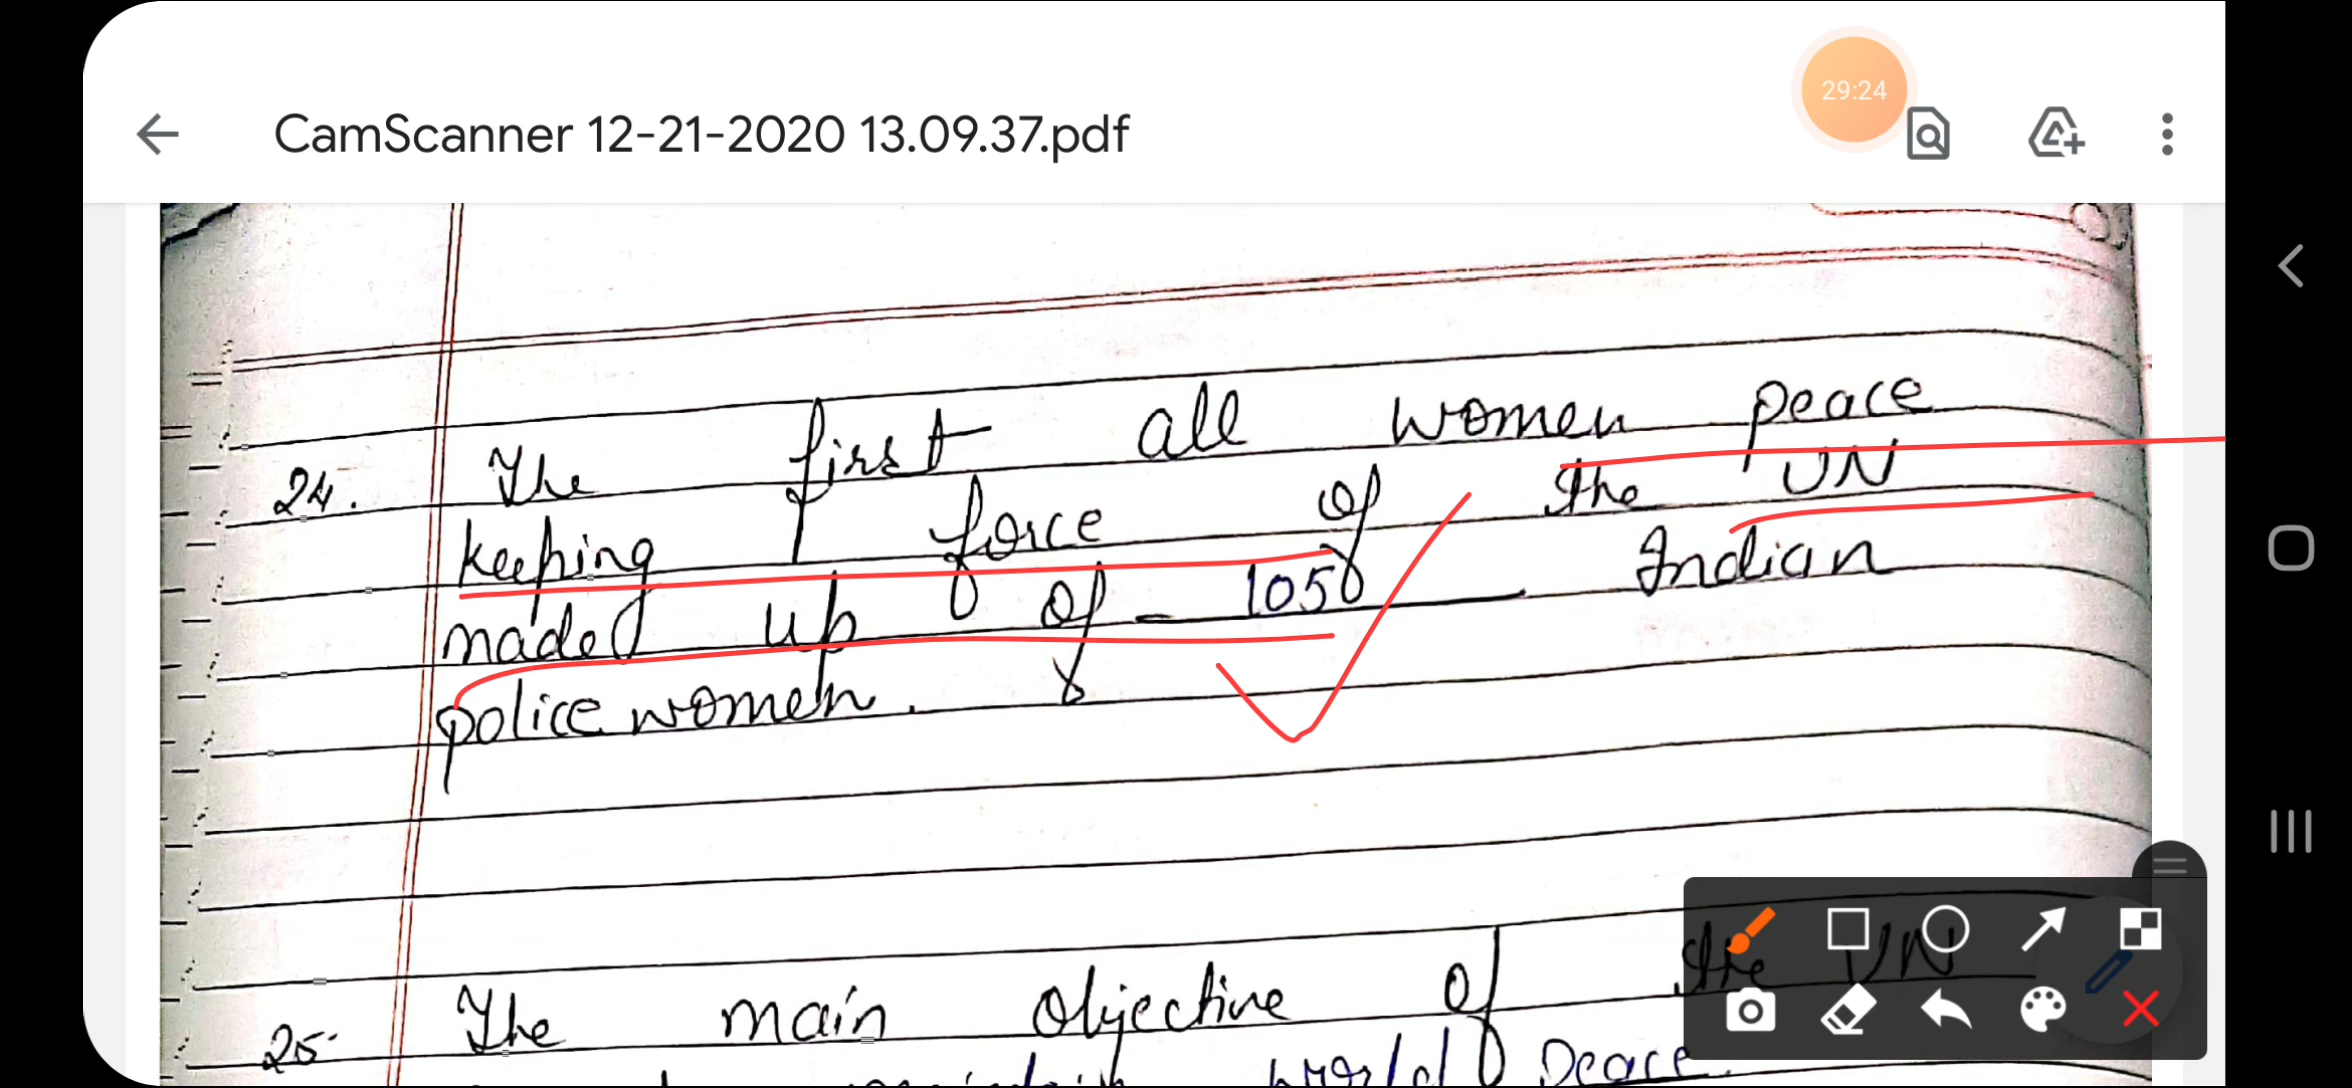 29:24
CamScanner 12-21-2020 13.09.37.pdf
24. The first all women peace
keeping force of the UN
maded up of - 105 Indian
police women.
25. The main objective of the UN
world peace.